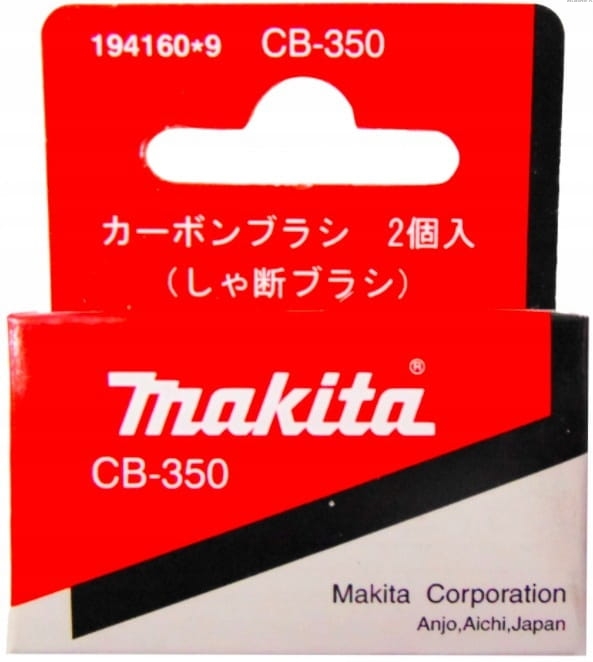 194160*9 CB-350
カーボンブラシ 2個入
(しゃ断ブラシ)
makita®
CB-350
Makita Corporation
Anjo,Aichi,Japan